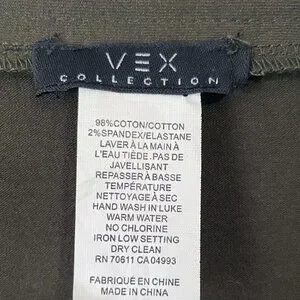 VEX
COLLECTION
98%COTON/COTTON
2%SPANDEX/ELASTANE
LAVER À LA MAIN À
L'EAU TIÈDE.PAS DE
JAVELLISANT
REPASSER À BASSE
TEMPÉRATURE
NETTOYAGE À SEC
HAND WASH IN LUKE
WARM WATER
NO CHLORINE
IRON LOW SETTING
DRY CLEAN
RN 70611 CA 04993
FABRIQUÉ EN CHINE
MADE IN CHINA